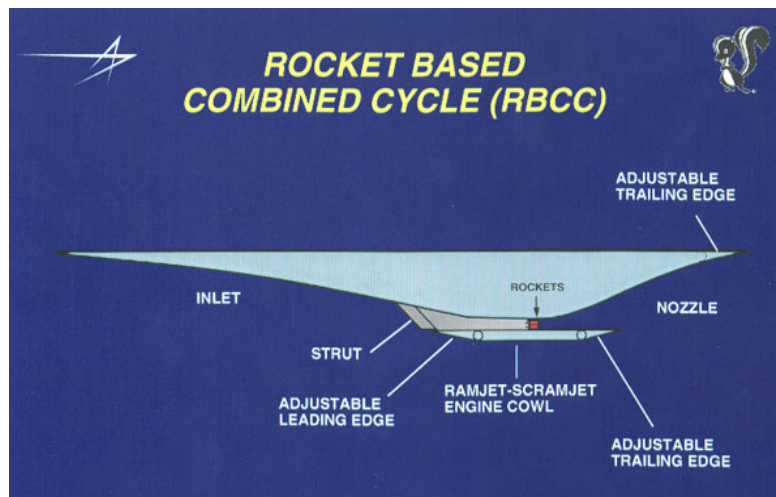 ROCKET BASED
COMBINED CYCLE (RBCC)
ADJUSTABLE
TRAILING EDGE
INLET
ROCKETS
NOZZLE
STRUT
ADJUSTABLE
LEADING EDGE
RAMJET-SCRAMJET
ENGINE COWL
ADJUSTABLE
TRAILING EDGE